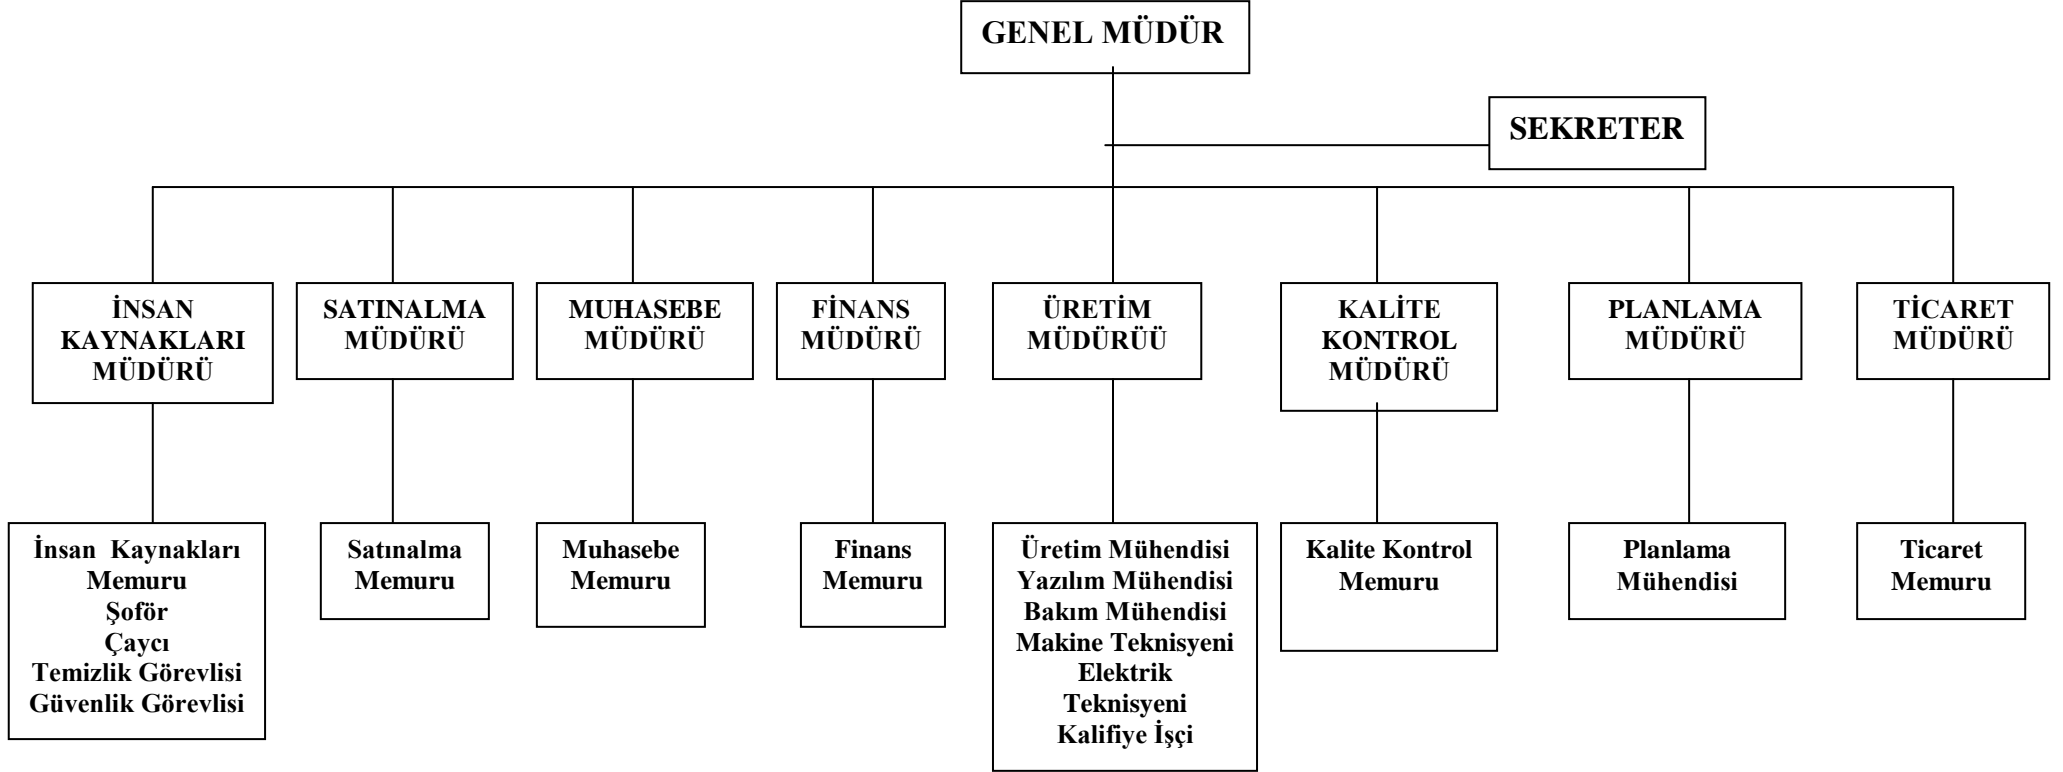 GENEL MÜDÜR
SEKRETER
İNSAN
KAYNAKLARI
MÜDÜRÜ
SATINALMA
MÜDÜRÜ
MUHASEBE
MÜDÜRÜ
FİNANS
MÜDÜRÜ
ÜRETİM
MÜDÜRÜÜ
KALİTE
KONTROL
MÜDÜRÜ
PLANLAMA
MÜDÜRÜ
TİCARET
MÜDÜRÜ
İnsan Kaynakları
Memuru
Şoför
Çaycı
Temizlik Görevlisi
Güvenlik Görevlisi
Satınalma
Memuru
Muhasebe
Memuru
Finans
Memuru
Üretim Mühendisi
Yazılım Mühendisi
Bakım Mühendisi
Makine Teknisyeni
Elektrik
Teknisyeni
Kalifiye İşçi
Kalite Kontrol
Memuru
Planlama
Mühendisi
Ticaret
Memuru